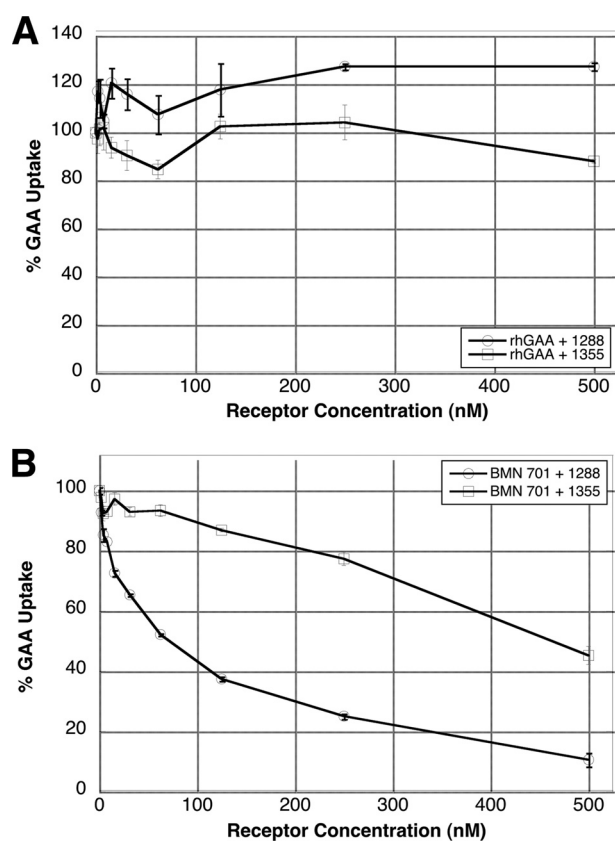 A
140
120
100
80
60
40
20
0
% GAA Uptake
rhGAA + 1288
rhGAA + 1355
0 100 200 300 400 500
Receptor Concentration (nM)
B
100
80
60
40
20
0
% GAA Uptake
BMN 701 + 1288
BMN 701 + 1355
0 100 200 300 400 500
Receptor Concentration (nM)